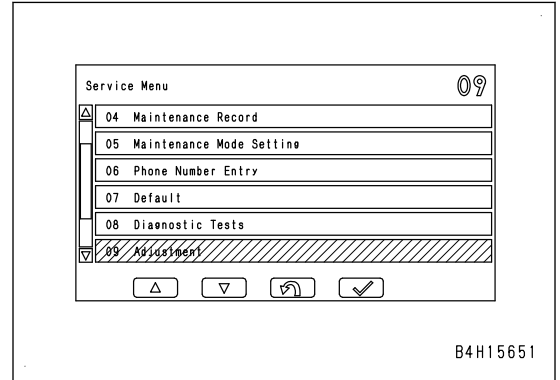 Service Menu 09
04 Maintenance Record
05 Maintenance Mode Setting
06 Phone Number Entry
07 Default
08 Diagnostic Tests
09 Adjustment
B4H15651